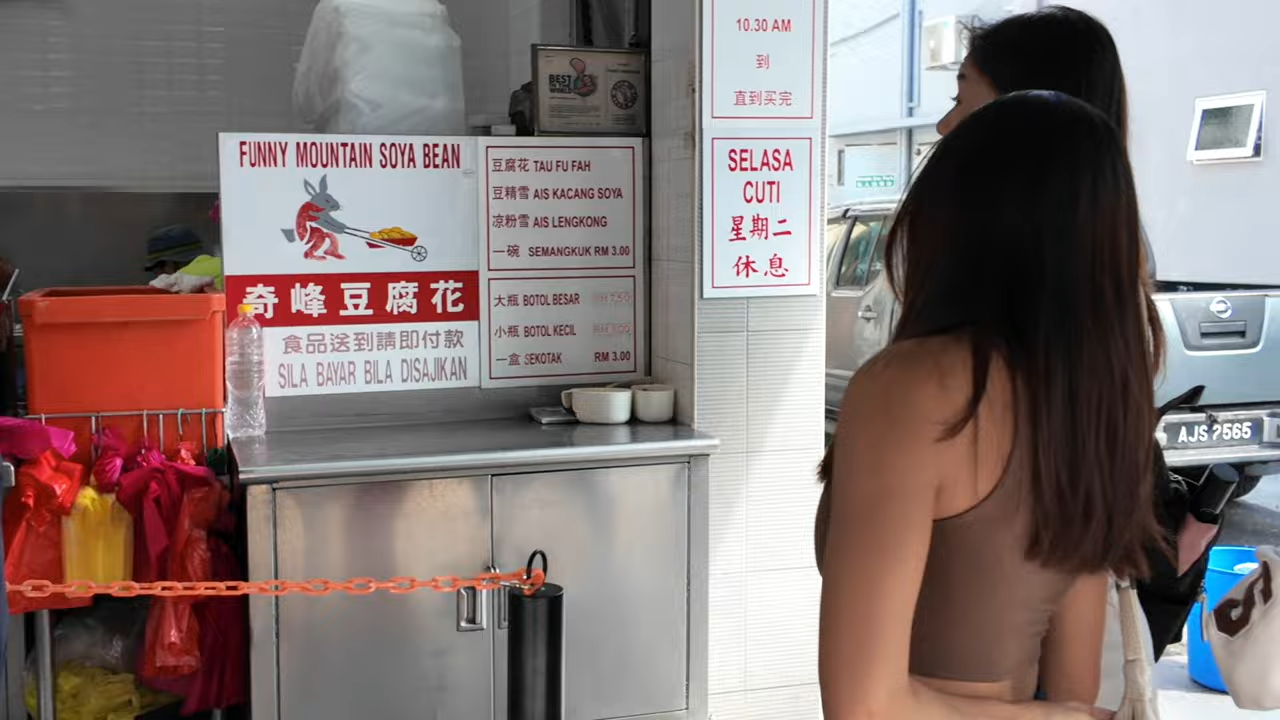 BEST
IN THE
WORLD
FUNNY MOUNTAIN SOYA BEAN
奇峰豆腐花
食品送到請即付款
SILA BAYAR BILA DISAJIKAN
豆腐花 TAU FU FAH
豆精雪 AIS KACANG SOYA
凉粉雪 AIS LENGKONG
一碗 SEMANGKUK RM 3.00
大瓶 BOTOL BESAR
小瓶 BOTOL KECIL
一盒 SEKOTAK RM 3.00
10.30 AM
到
直到买完
SELASA
CUTI
星期二
休息
AJS 7565